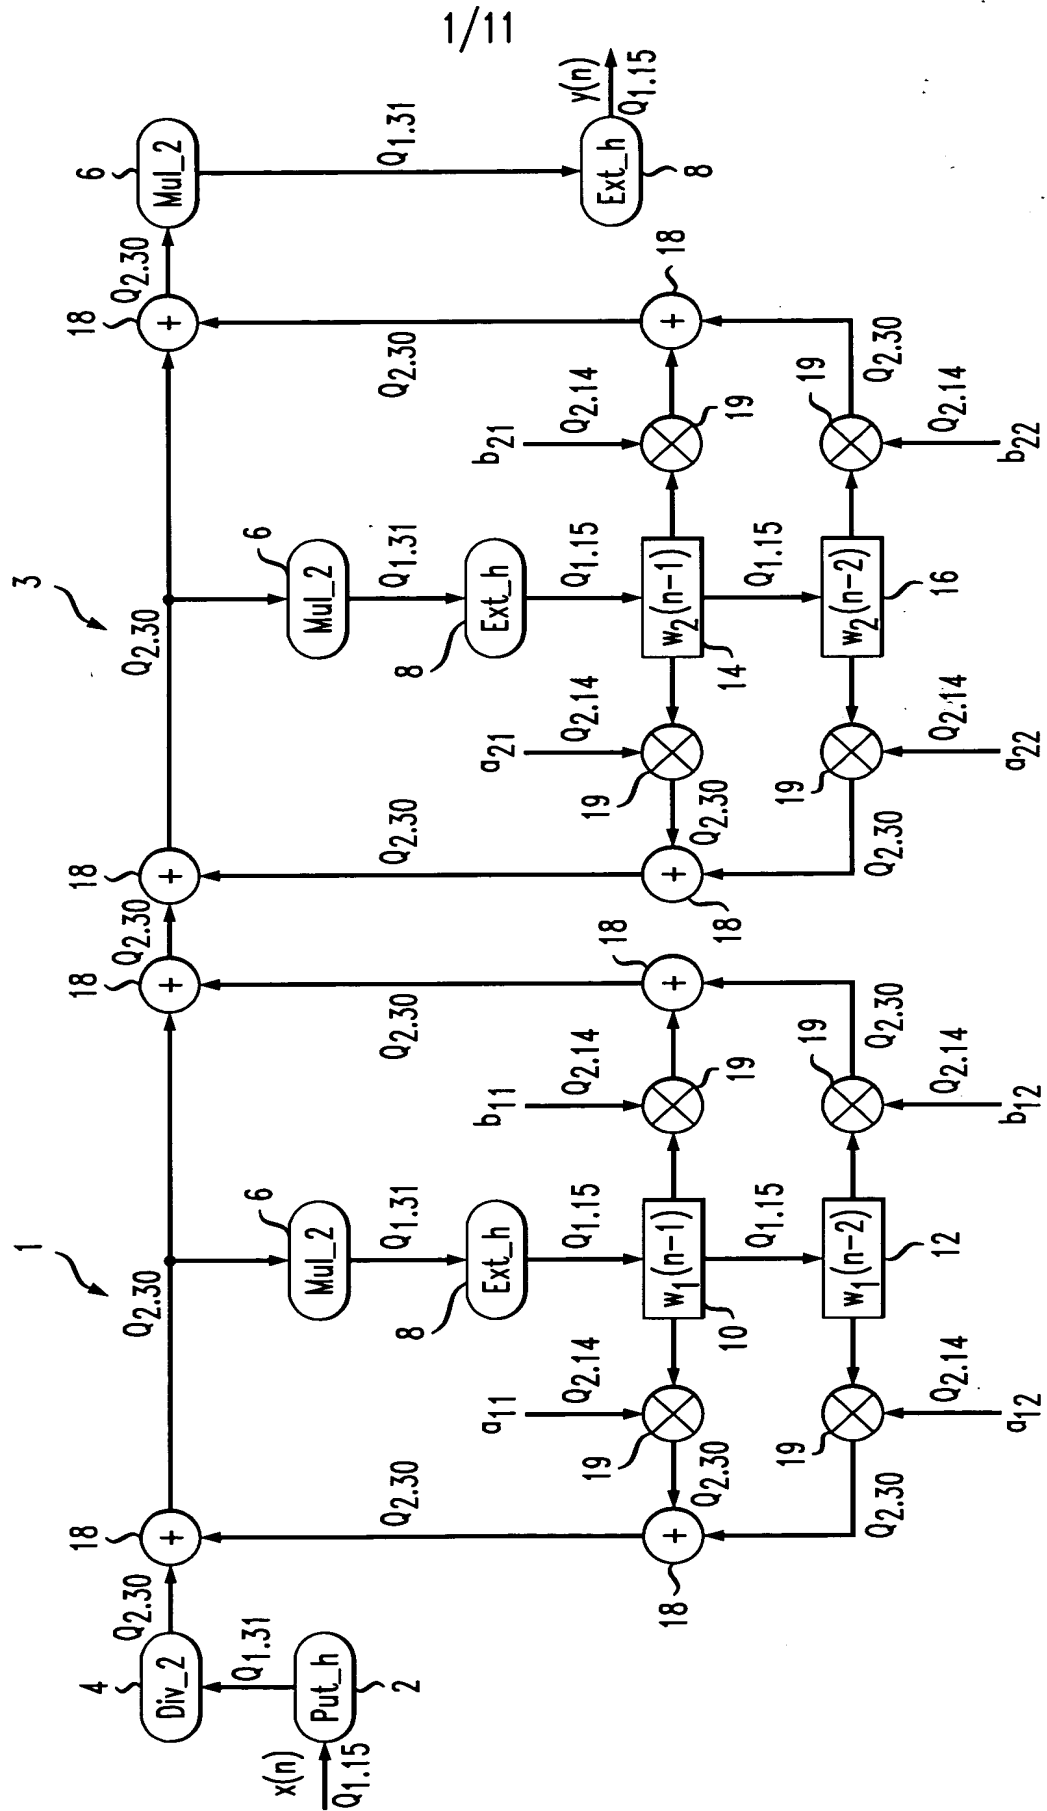 1/11
x(n)
Q1.15
Put_h
2
Q1.31
Div_2
4
Q2.30
18
+
Q2.30
1
Q2.30
18
+
Q2.30
18
+
Q2.30
3
Q2.30
18
+
Q2.30
6
Mul_2
Q1.31
Ext_h
8
y(n)
Q1.15
6
Mul_2
Q1.31
8
Ext_h
Q1.15
a11
Q2.14
19
Q2.30
+
18
w1(n-1)
10
b11
Q2.14
19
+
18
Q2.30
Q1.15
a12
Q2.14
19
Q2.30
w1(n-2)
12
b12
Q2.14
19
Q2.30
6
Mul_2
Q1.31
8
Ext_h
Q1.15
a21
Q2.14
19
Q2.30
+
18
Q2.30
w2(n-1)
14
b21
Q2.14
19
+
18
Q2.30
Q1.15
a22
Q2.14
19
Q2.30
w2(n-2)
16
b22
Q2.14
19
Q2.30